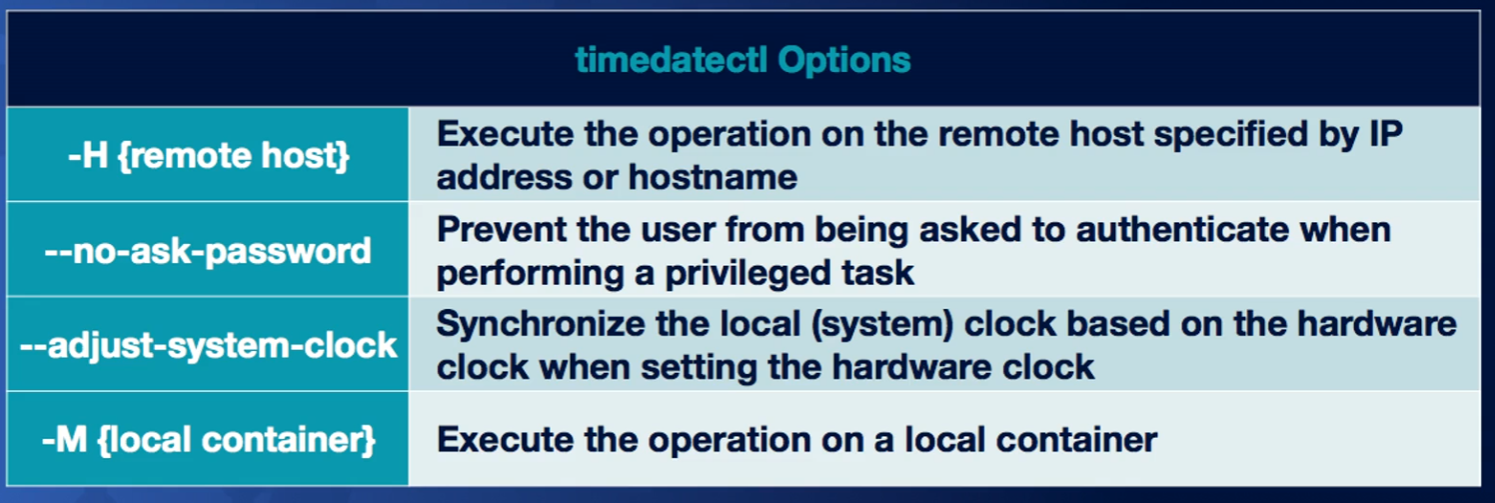 timedatectl Options
-H {remote host}
Execute the operation on the remote host specified by IP
address or hostname
--no-ask-password
Prevent the user from being asked to authenticate when
performing a privileged task
--adjust-system-clock
Synchronize the local (system) clock based on the hardware
clock when setting the hardware clock
-M {local container}
Execute the operation on a local container